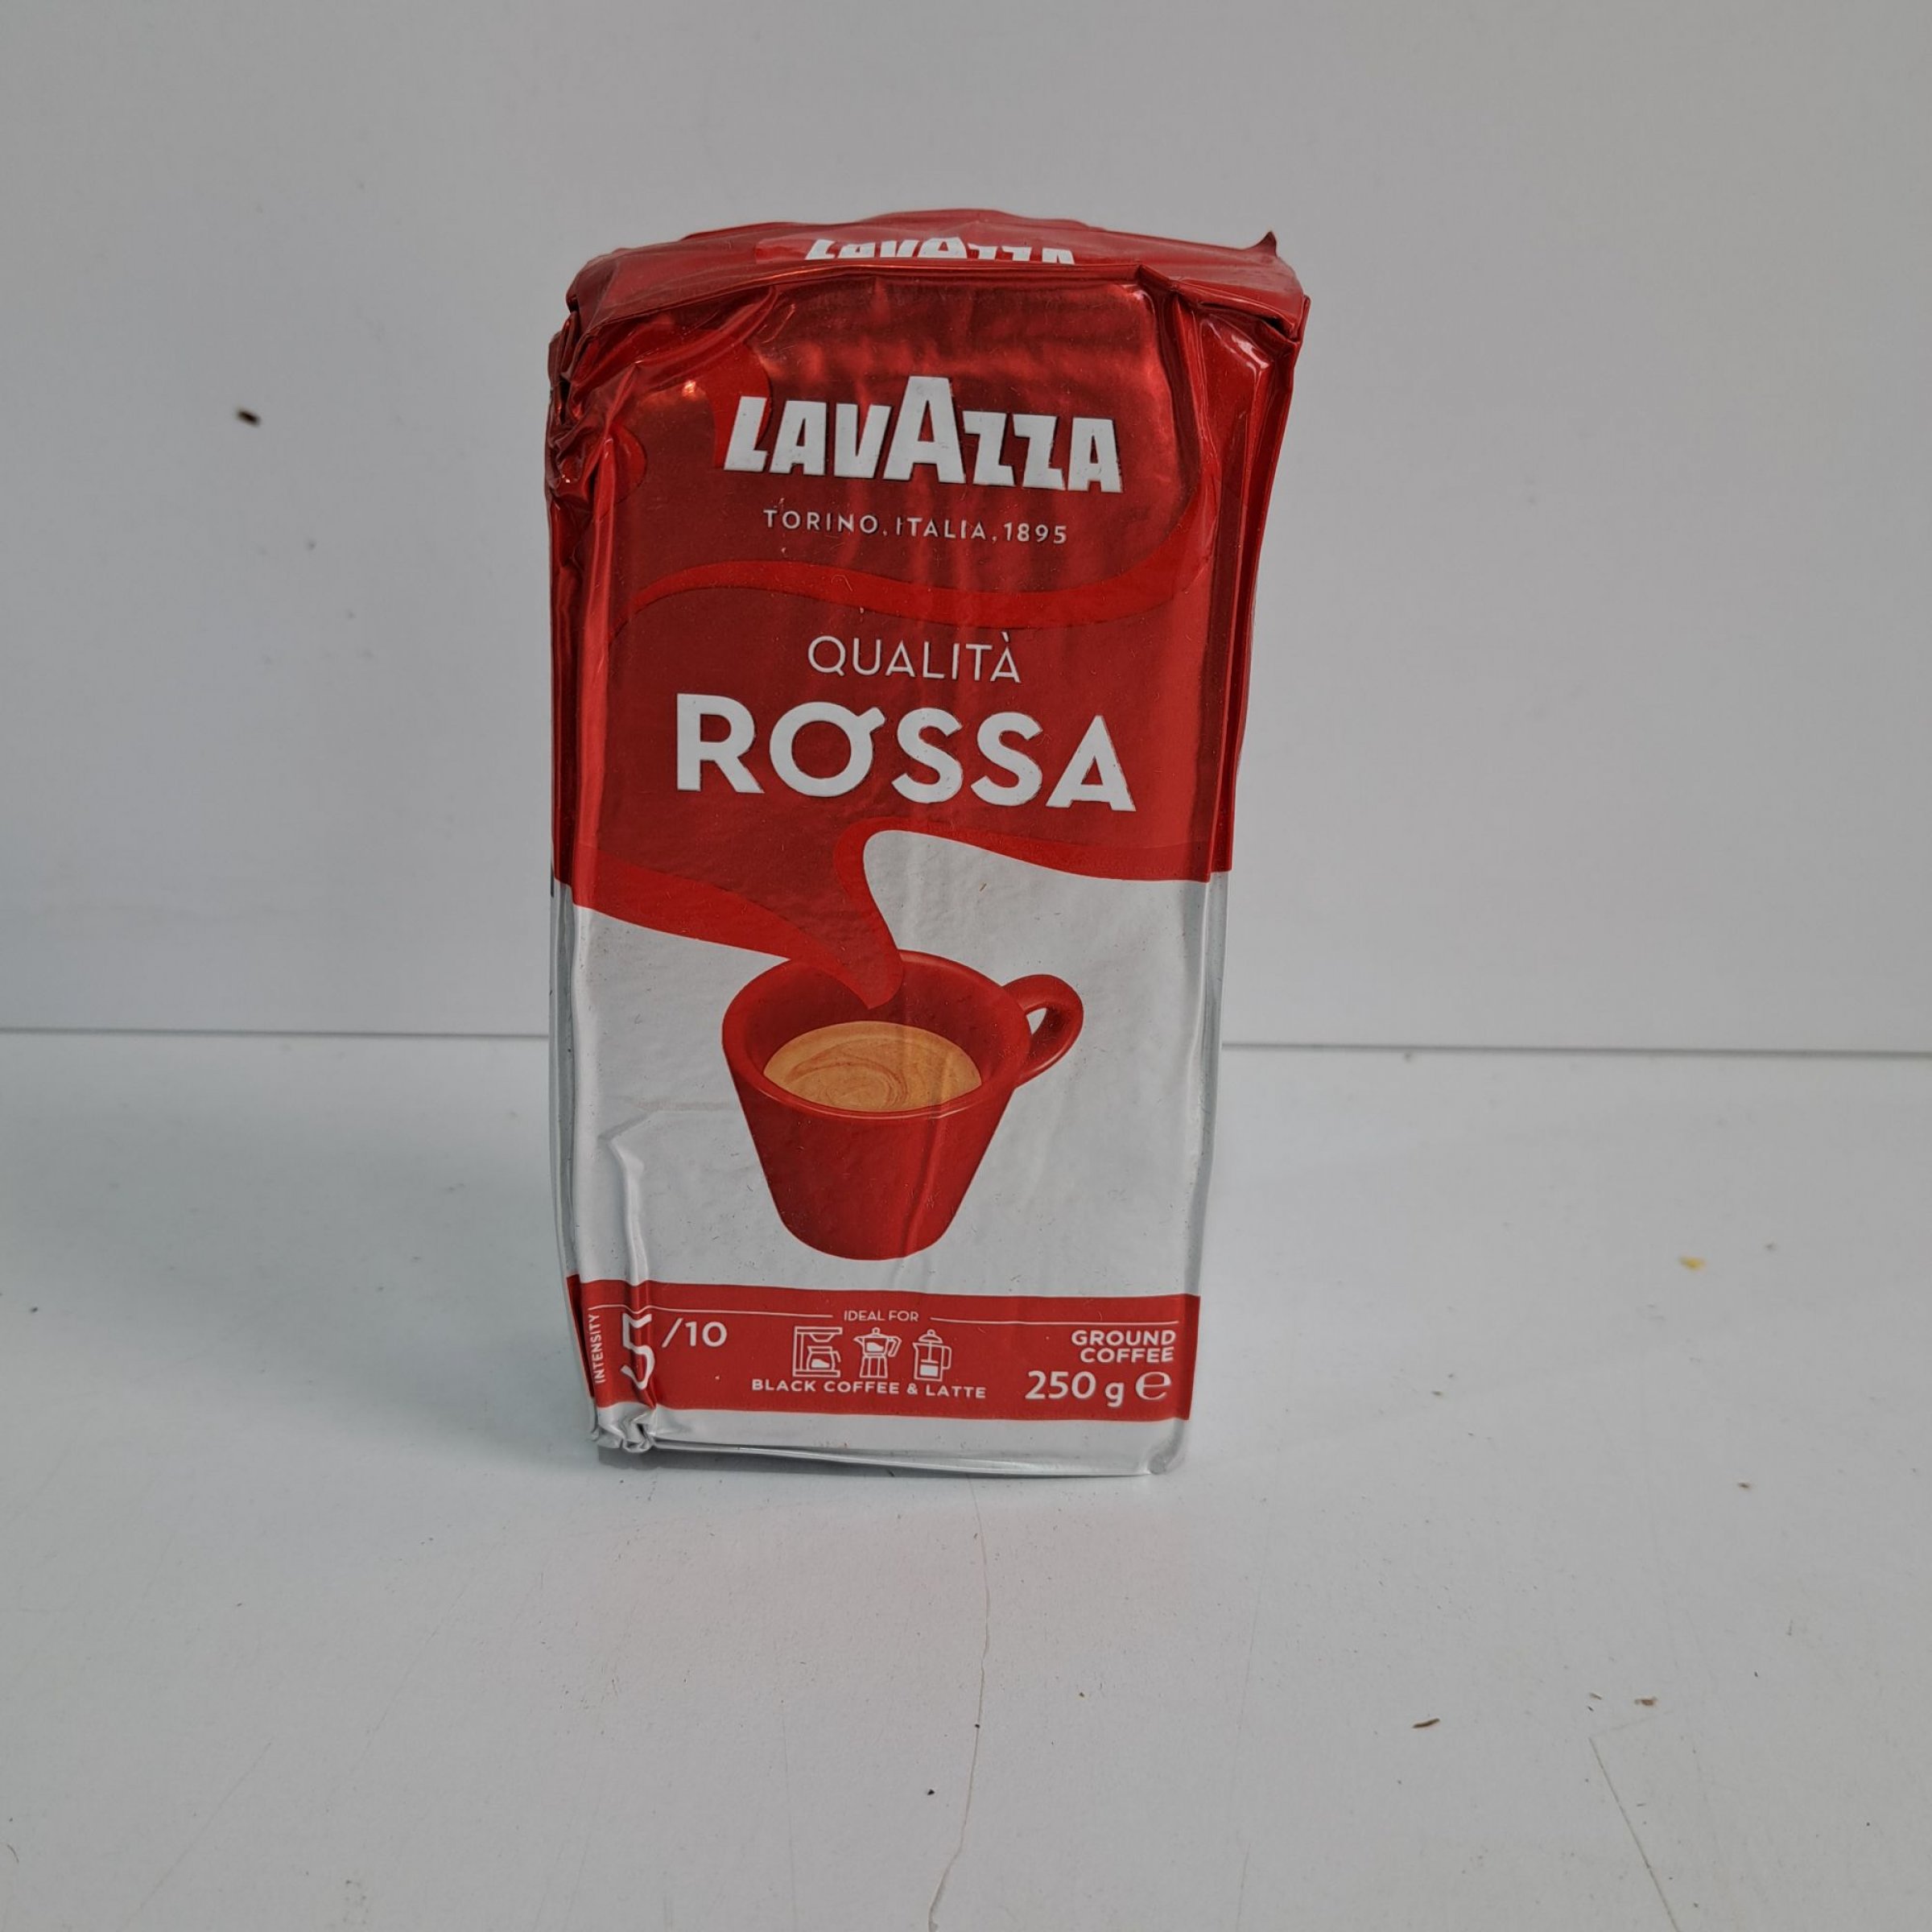 LAVAZZA
LAVAZZA
TORINO, ITALIA, 1895
QUALITÀ
ROSSA
INTENSITY
5/10
IDEAL FOR
BLACK COFFEE & LATTE
GROUND
COFFEE
250 g ℮